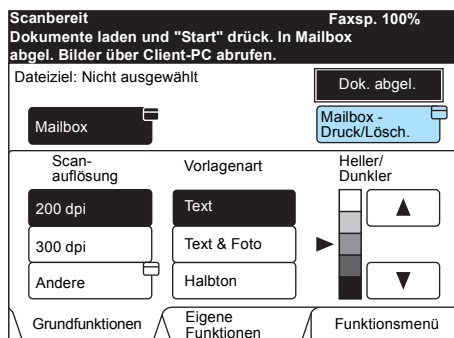 Scanbereit Faxsp. 100%
Dokumente laden und "Start" drück. In Mailbox
abgel. Bilder über Client-PC abrufen.
Dateiziel: Nicht ausgewählt
Dok. abgel.
Mailbox
Mailbox -
Druck/Lösch.
Scan-
auflösung
Vorlagenart
Heller/
Dunkler
200 dpi
Text
300 dpi
Text & Foto
Andere
Halbton
Grundfunktionen
Eigene
Funktionen
Funktionsmenü